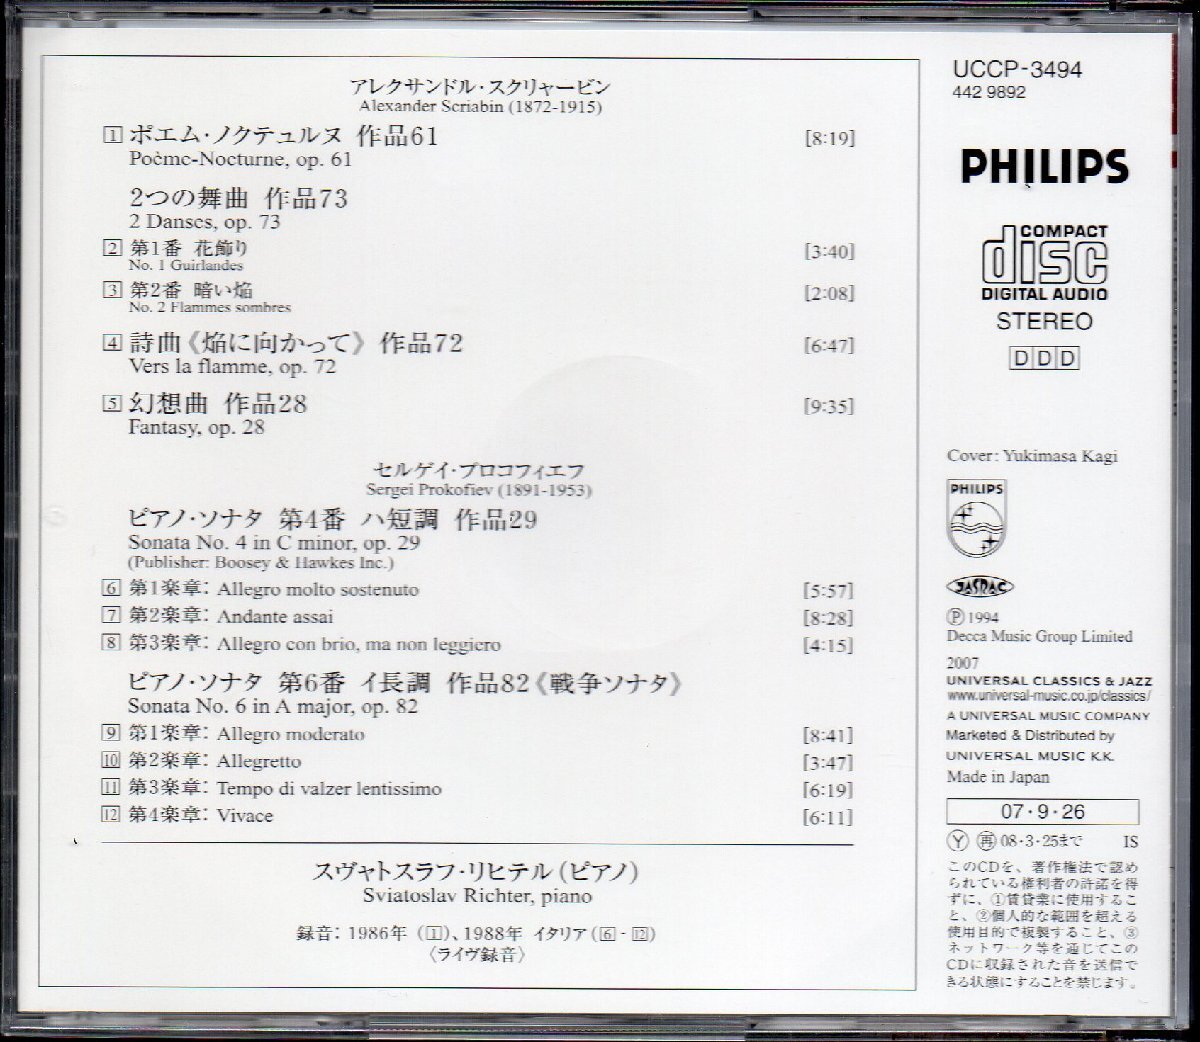 アレクサンドル・スクリャービン
Alexander Scriabin (1872-1915)
1 ポエム・ノクテュルヌ 作品61 [8:19]
Poème-Nocturne, op. 61
2つの舞曲 作品73
2 Danses, op. 73
2 第1番 花飾り [3:40]
No. 1 Guirlandes
3 第2番 暗い焔 [2:08]
No. 2 Flammes sombres
4 詩曲《焔に向かって》 作品72 [6:47]
Vers la flamme, op. 72
5 幻想曲 作品28 [9:35]
Fantasy, op. 28
セルゲイ・プロコフィエフ
Sergei Prokofiev (1891-1953)
ピアノ・ソナタ 第4番 ハ短調 作品29
Sonata No. 4 in C minor, op. 29
(Publisher: Boosey & Hawkes Inc.)
6 第1楽章: Allegro molto sostenuto [5:57]
7 第2楽章: Andante assai [8:28]
8 第3楽章: Allegro con brio, ma non leggiero [4:15]
ピアノ・ソナタ 第6番 イ長調 作品82《戦争ソナタ》
Sonata No. 6 in A major, op. 82
9 第1楽章: Allegro moderato [8:41]
10 第2楽章: Allegretto [3:47]
11 第3楽章: Tempo di valzer lentissimo [6:19]
12 第4楽章: Vivace [6:11]
スヴャトスラフ・リヒテル(ピアノ)
Sviatoslav Richter, piano
録音: 1986年 (1)、1988年 イタリア(6 - 12)
〈ライヴ録音〉
UCCP-3494
442 9892
PHILIPS
COMPACT
disc
DIGITAL AUDIO
STEREO
DDD
Cover: Yukimasa Kagi
PHILIPS
JASRAC
Ⓟ 1994
Decca Music Group Limited
2007
UNIVERSAL CLASSICS & JAZZ
www.universal-music.co.jp/classics/
A UNIVERSAL MUSIC COMPANY
Marketed & Distributed by
UNIVERSAL MUSIC K.K.
Made in Japan
07・9・26
Ⓨ 再 08・3・25まで IS
このCDを、著作権法で認め
られている権利者の許諾を得
ずに、①賃貸業に使用するこ
と、②個人的な範囲を超える
使用目的で複製すること、③
ネットワーク等を通じてこの
CDに収録された音を送信で
きる状態にすることを禁じます。